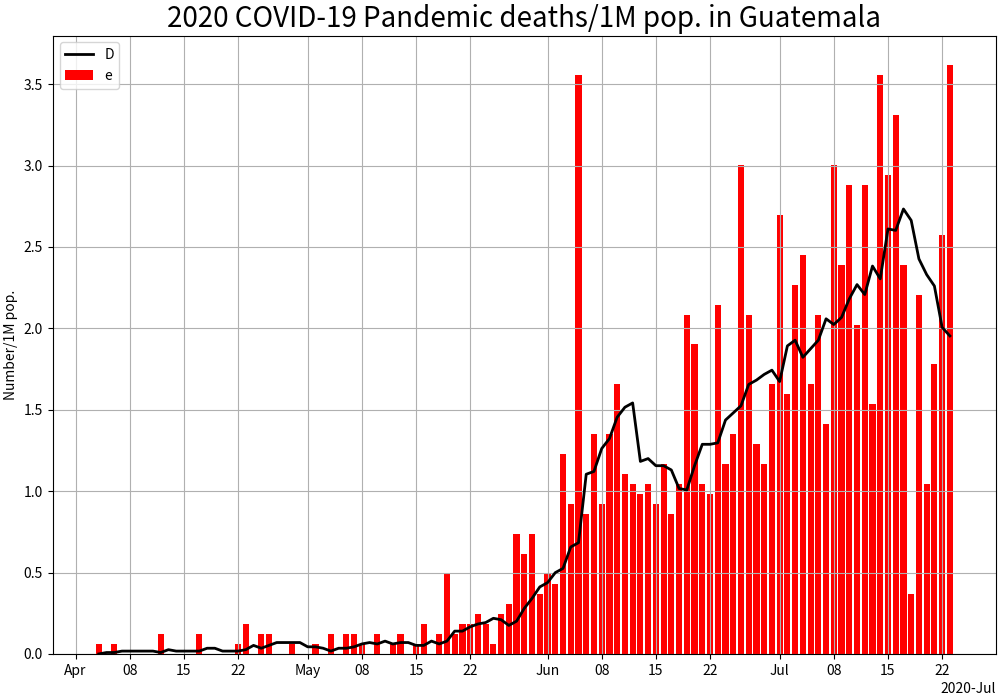 2020 COVID-19 Pandemic deaths/1M pop. in Guatemala
D
e
Number/1M pop.
3.5
3.0
2.5
2.0
1.5
1.0
0.5
0.0
Apr 08 15 22 May 08 15 22 Jun 08 15 22 Jul 08 15 22
2020-Jul